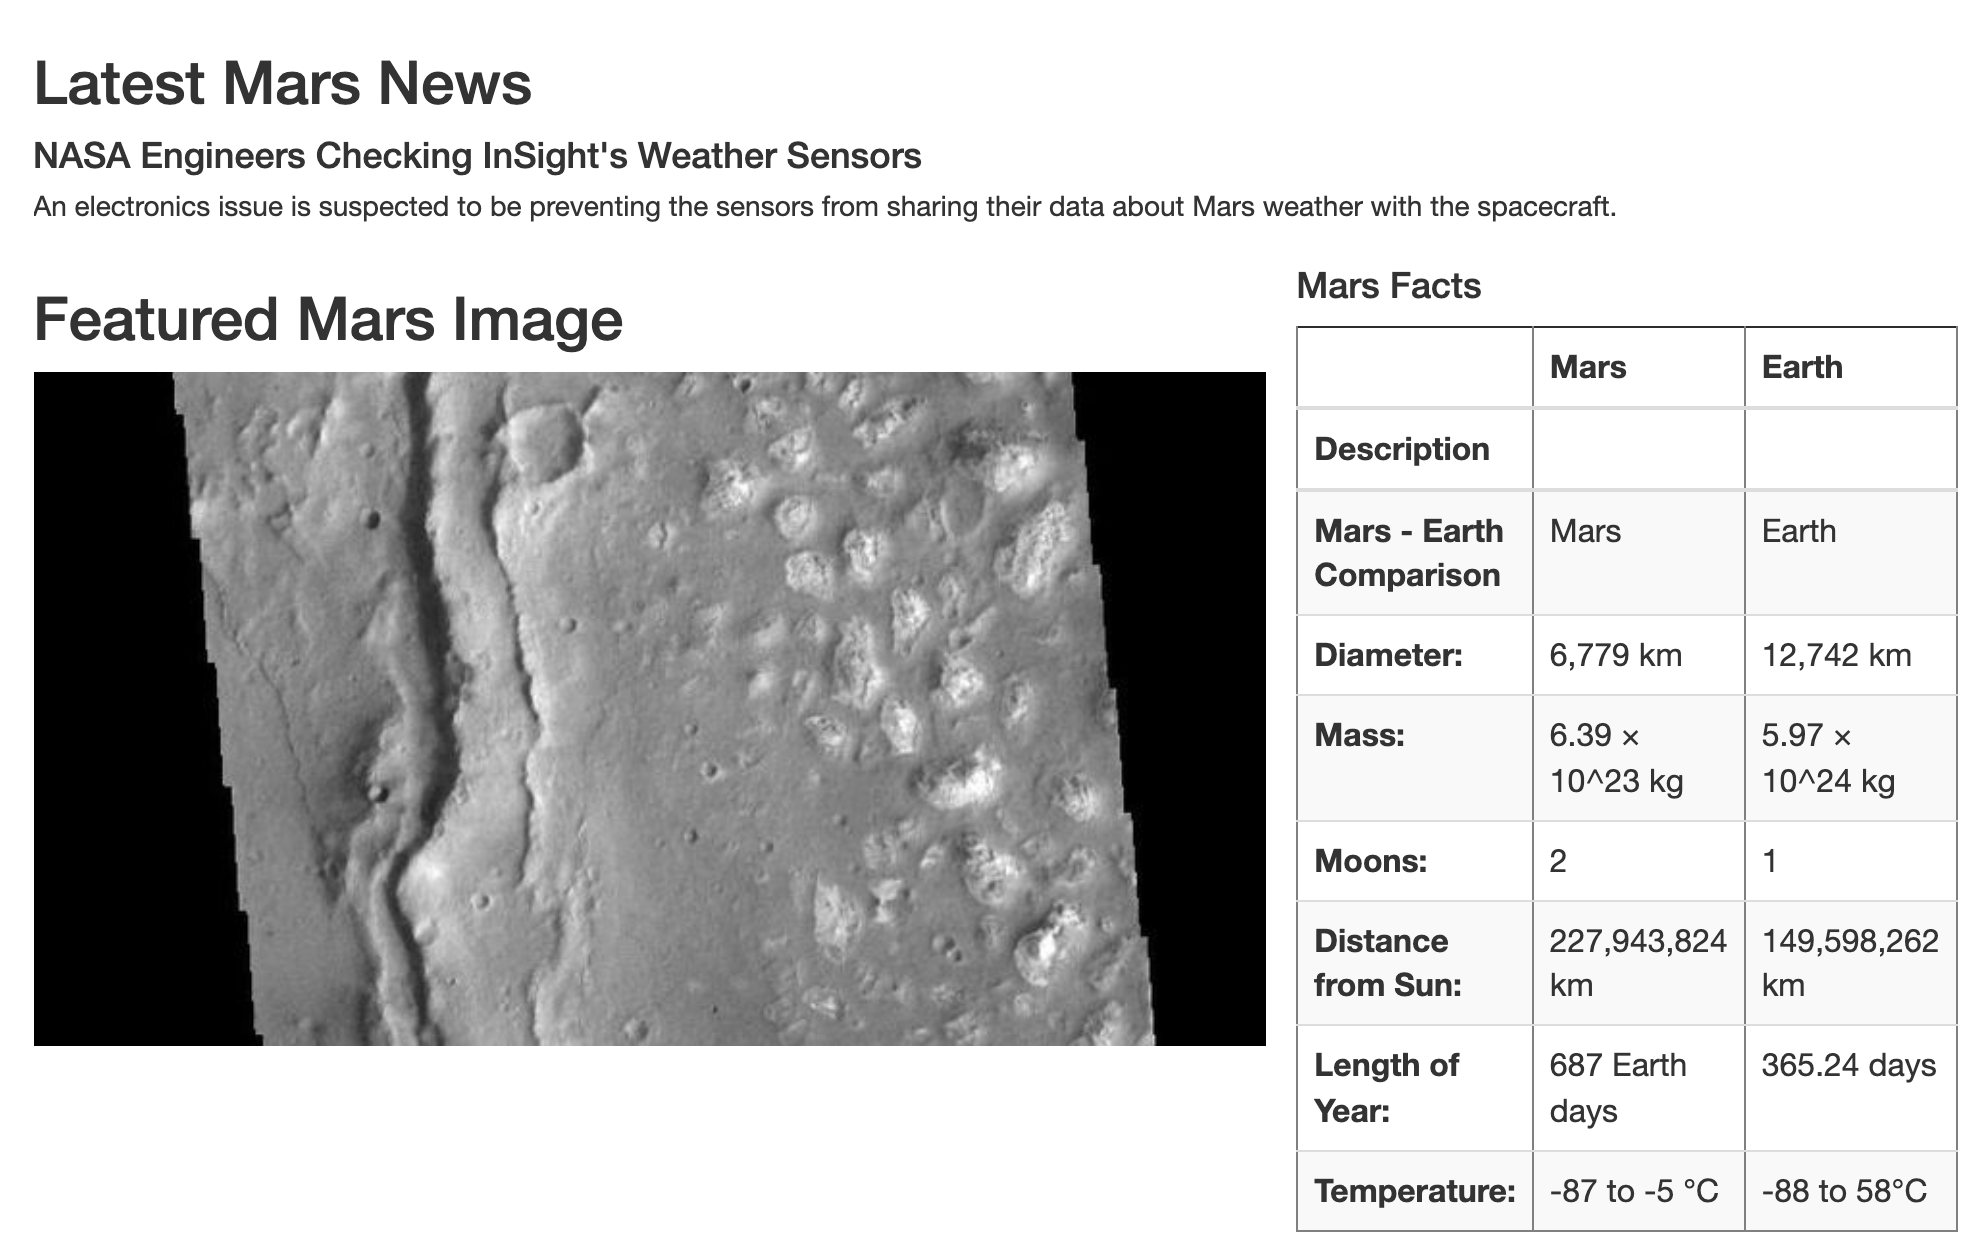 Latest Mars News
NASA Engineers Checking InSight's Weather Sensors
An electronics issue is suspected to be preventing the sensors from sharing their data about Mars weather with the spacecraft.
Featured Mars Image
Mars Facts
Mars Earth
Description
Mars - Earth Comparison Mars Earth
Diameter: 6,779 km 12,742 km
Mass: 6.39 × 10^23 kg 5.97 × 10^24 kg
Moons: 2 1
Distance from Sun: 227,943,824 km 149,598,262 km
Length of Year: 687 Earth days 365.24 days
Temperature: -87 to -5 °C -88 to 58°C